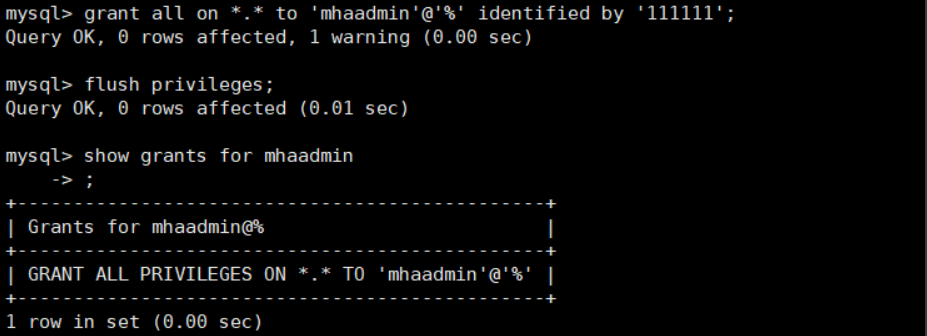 mysql> grant all on *.* to 'mhaadmin'@'%' identified by '111111';
Query OK, 0 rows affected, 1 warning (0.00 sec)
mysql> flush privileges;
Query OK, 0 rows affected (0.01 sec)
mysql> show grants for mhaadmin
    -> ;
+-----------------------------------------------+
| Grants for mhaadmin@%                         |
+-----------------------------------------------+
| GRANT ALL PRIVILEGES ON *.* TO 'mhaadmin'@'%' |
+-----------------------------------------------+
1 row in set (0.00 sec)